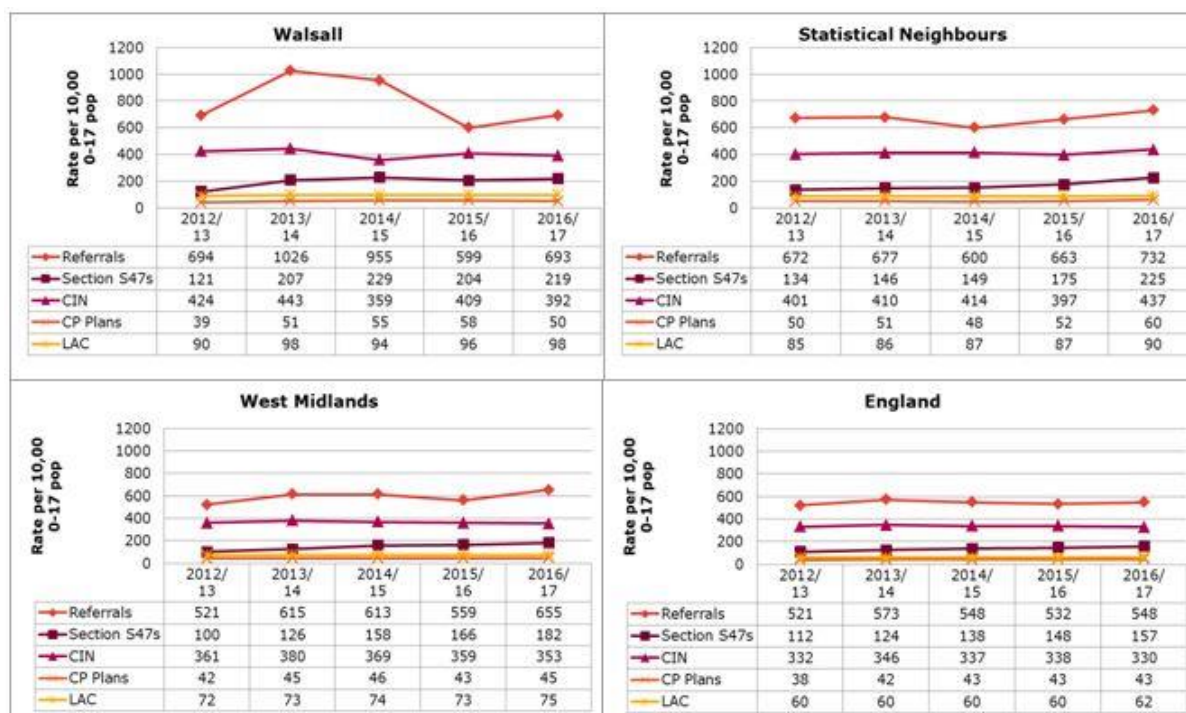 Walsall
Rate per 10,00
0-17 pop
1200
1000
800
600
400
200
0
2012/13 2013/14 2014/15 2015/16 2016/17
Referrals 694 1026 955 599 693
Section S47s 121 207 229 204 219
CIN 424 443 359 409 392
CP Plans 39 51 55 58 50
LAC 90 98 94 96 98
Statistical Neighbours
Rate per 10,00
0-17 pop
1200
1000
800
600
400
200
0
2012/13 2013/14 2014/15 2015/16 2016/17
Referrals 672 677 600 663 732
Section S47s 134 146 149 175 225
CIN 401 410 414 397 437
CP Plans 50 51 48 52 60
LAC 85 86 87 87 90
West Midlands
Rate per 10,00
0-17 pop
1200
1000
800
600
400
200
0
2012/13 2013/14 2014/15 2015/16 2016/17
Referrals 521 615 613 559 655
Section S47s 100 126 158 166 182
CIN 361 380 369 359 353
CP Plans 42 45 46 43 45
LAC 72 73 74 73 75
England
Rate per 10,00
0-17 pop
1200
1000
800
600
400
200
0
2012/13 2013/14 2014/15 2015/16 2016/17
Referrals 521 573 548 532 548
Section S47s 112 124 138 148 157
CIN 332 346 337 338 330
CP Plans 38 42 43 43 43
LAC 60 60 60 60 62